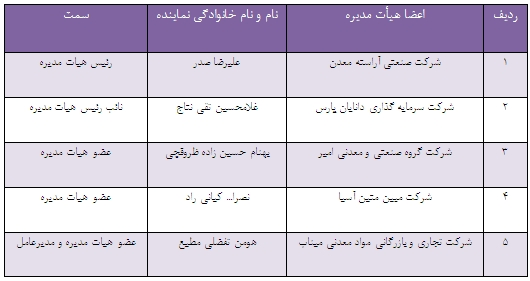 ردیف اعضا هیأت مدیره نام و نام خانوادگی نماینده سمت
۱ شرکت صنعتی آراسته معدن علیرضا صدر رئیس هیات مدیره
۲ شرکت سرمایه گذاری دانایان پارس غلامحسین نقی نتاج نائب رئیس هیات مدیره
۳ شرکت گروه صنعتی و معدنی امیر بهنام حسین زاده ظروفچی عضو هیات مدیره
۴ شرکت مبین متین آسیا نصرا... کیانی راد عضو هیات مدیره
۵ شرکت تجاری و بازرگانی مواد معدنی میناب هومن تفضلی مطیع عضو هیات مدیره و مدیرعامل